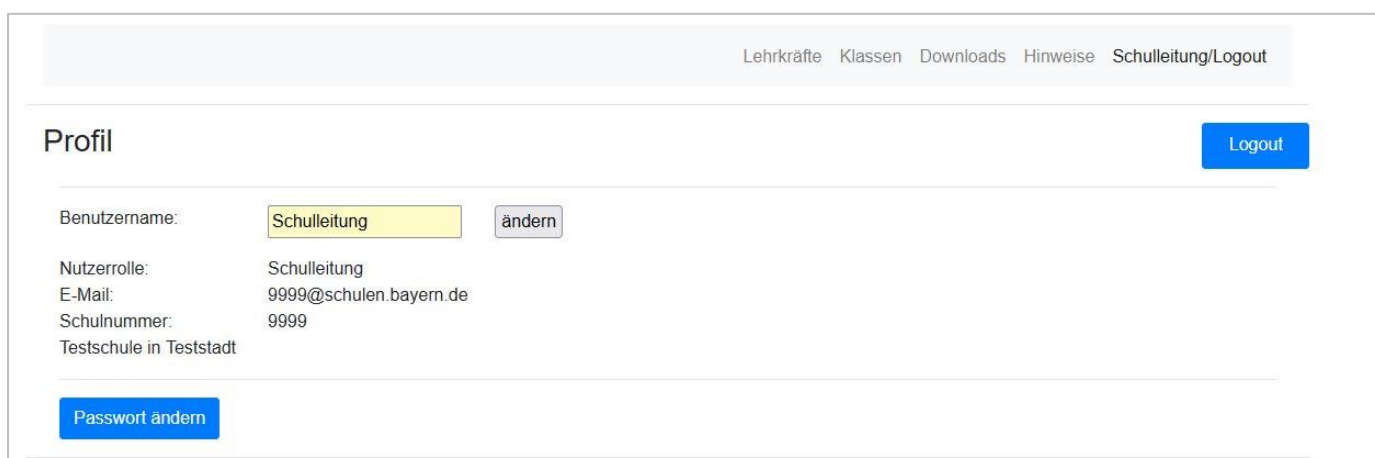 Lehrkräfte Klassen Downloads Hinweise Schulleitung/Logout
Profil Logout
Benutzername: Schulleitung ändern
Nutzerrolle: Schulleitung
E-Mail: 9999@schulen.bayern.de
Schulnummer: 9999
Testschule in Teststadt
Passwort ändern